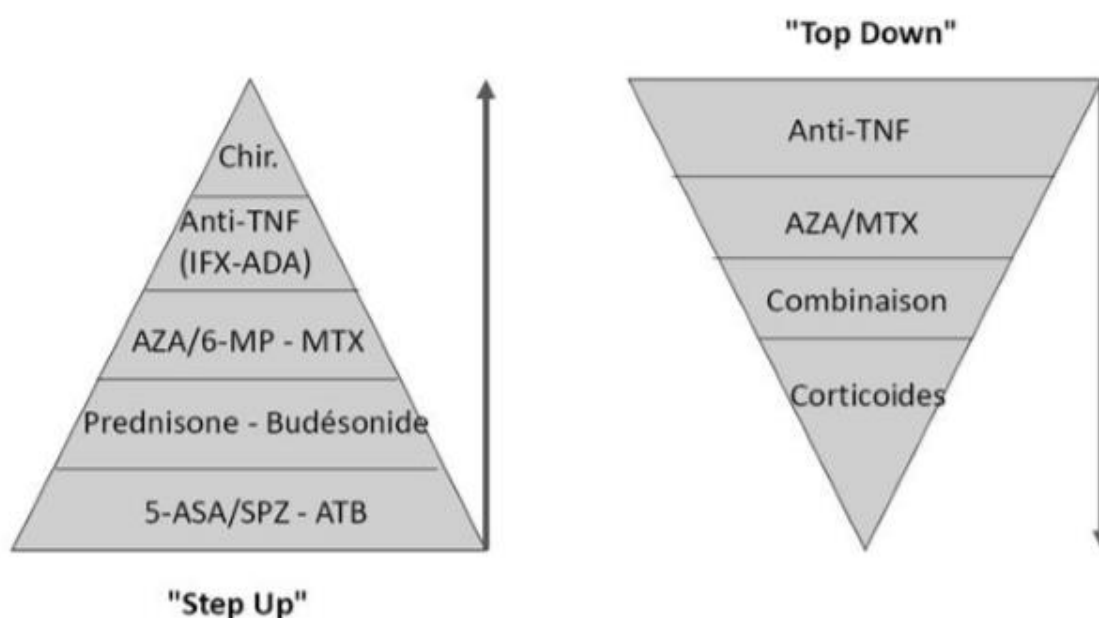 "Top Down"
Chir.
Anti-TNF
(IFX-ADA)
AZA/6-MP - MTX
Prednisone - Budésonide
5-ASA/SPZ - ATB
"Step Up"
Anti-TNF
AZA/MTX
Combinaison
Corticoides